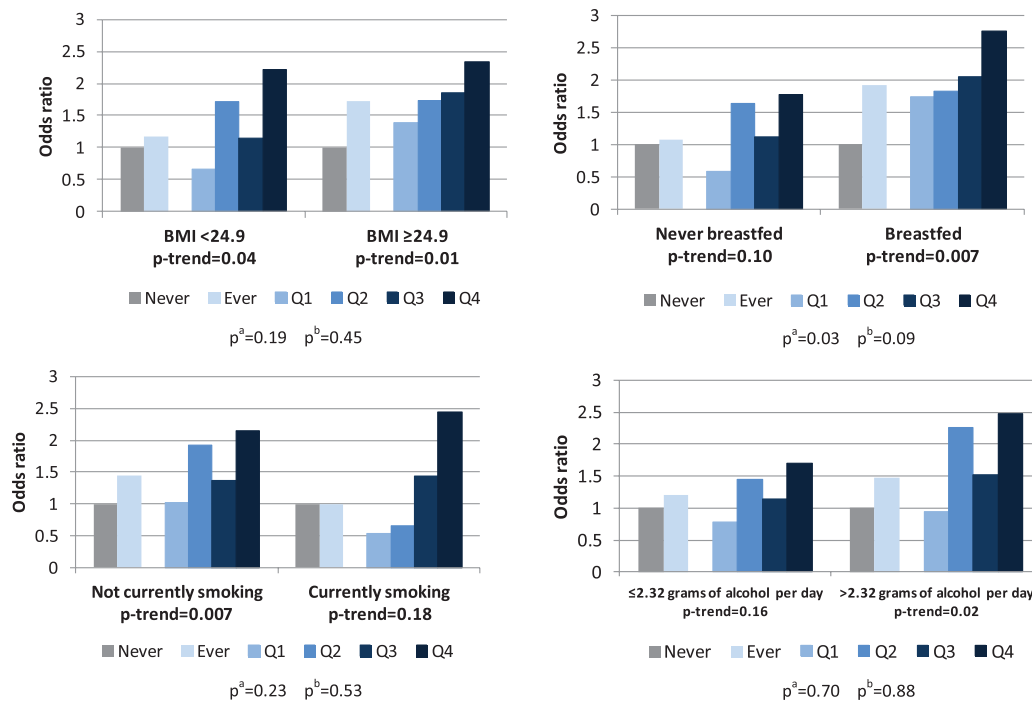 Odds ratio
3
2.5
2
1.5
1
0.5
0
BMI <24.9
p-trend=0.04
BMI ≥24.9
p-trend=0.01
Never Ever Q1 Q2 Q3 Q4
pᵃ=0.19 pᵇ=0.45
Odds ratio
3
2.5
2
1.5
1
0.5
0
Never breastfed
p-trend=0.10
Breastfed
p-trend=0.007
Never Ever Q1 Q2 Q3 Q4
pᵃ=0.03 pᵇ=0.09
Odds ratio
3
2.5
2
1.5
1
0.5
0
Not currently smoking
p-trend=0.007
Currently smoking
p-trend=0.18
Never Ever Q1 Q2 Q3 Q4
pᵃ=0.23 pᵇ=0.53
Odds ratio
3
2.5
2
1.5
1
0.5
0
≤2.32 grams of alcohol per day
p-trend=0.16
>2.32 grams of alcohol per day
p-trend=0.02
Never Ever Q1 Q2 Q3 Q4
pᵃ=0.70 pᵇ=0.88